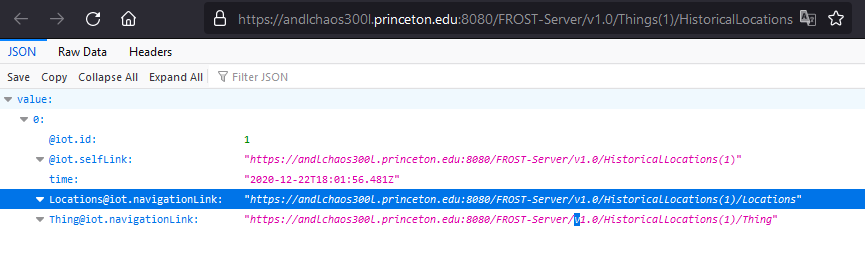 https://andlchaos300l.princeton.edu:8080/FROST-Server/v1.0/Things(1)/HistoricalLocations
JSON Raw Data Headers
Save Copy Collapse All Expand All Filter JSON
value:
0:
@iot.id: 1
@iot.selfLink: "https://andlchaos300l.princeton.edu:8080/FROST-Server/v1.0/HistoricalLocations(1)"
time: "2020-12-22T18:01:56.481Z"
Locations@iot.navigationLink: "https://andlchaos300l.princeton.edu:8080/FROST-Server/v1.0/HistoricalLocations(1)/Locations"
Thing@iot.navigationLink: "https://andlchaos300l.princeton.edu:8080/FROST-Server/v1.0/HistoricalLocations(1)/Thing"